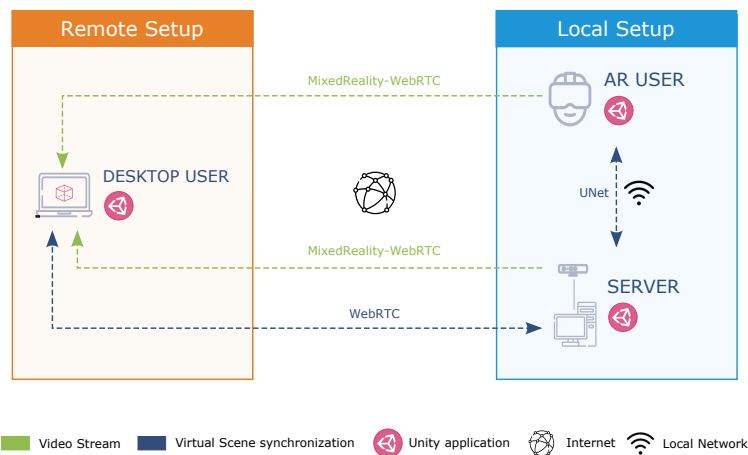 Remote Setup
Local Setup
MixedReality-WebRTC
AR USER
DESKTOP USER
UNet
MixedReality-WebRTC
SERVER
WebRTC
Video Stream
Virtual Scene synchronization
Unity application
Internet
Local Network